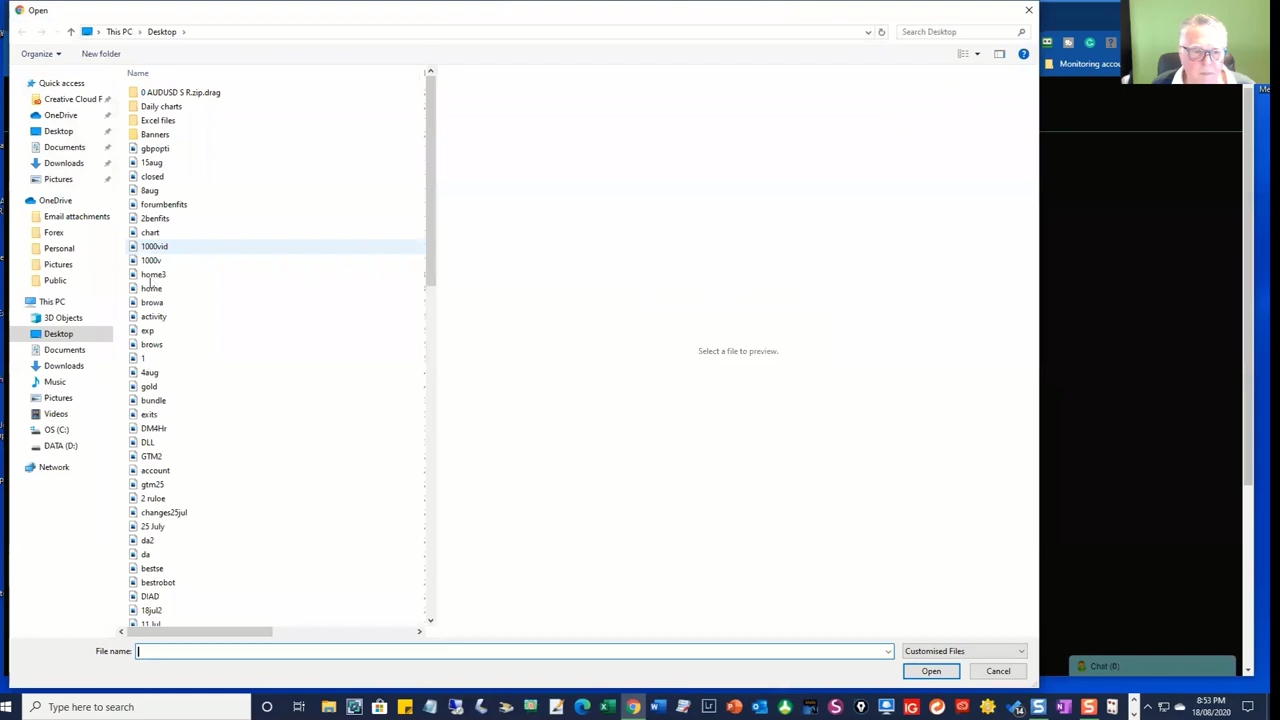 Open
This PC
Desktop
Search Desktop
Organize
New folder
Monitoring accou
Name
Quick access
Creative Cloud F
OneDrive
Desktop
Documents
Downloads
Pictures
OneDrive
Email attachments
Forex
Personal
Pictures
Public
This PC
3D Objects
Desktop
Documents
Downloads
Music
Pictures
Videos
OS (C:)
DATA (D:)
Network
0 AUDUSD S R.zip.drag
Daily charts
Excel files
Banners
gbpopti
15aug
closed
8aug
forumbenfits
2benfits
chart
1000vid
1000v
home3
home
browa
activity
exp
brows
1
4aug
gold
bundle
exits
DM4Hr
DLL
GTM2
account
gtm25
2 ruloe
changes25jul
25 July
da2
da
bestse
bestrobot
DIAD
18jul2
11 Jul
Select a file to preview.
File name:
Customised Files
Open
Cancel
Chat (0)
Type here to search
8:53 PM
18/08/2020